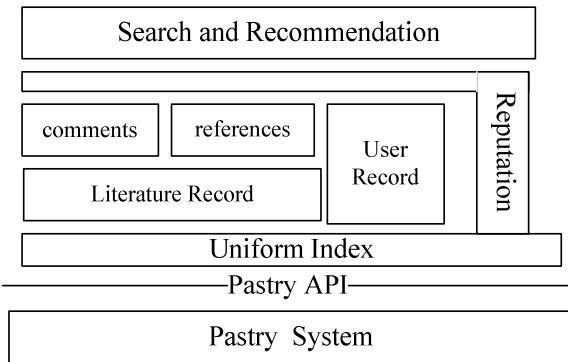 Search and Recommendation
Reputation
comments
references
User
Record
Literature Record
Uniform Index
Pastry API
Pastry System